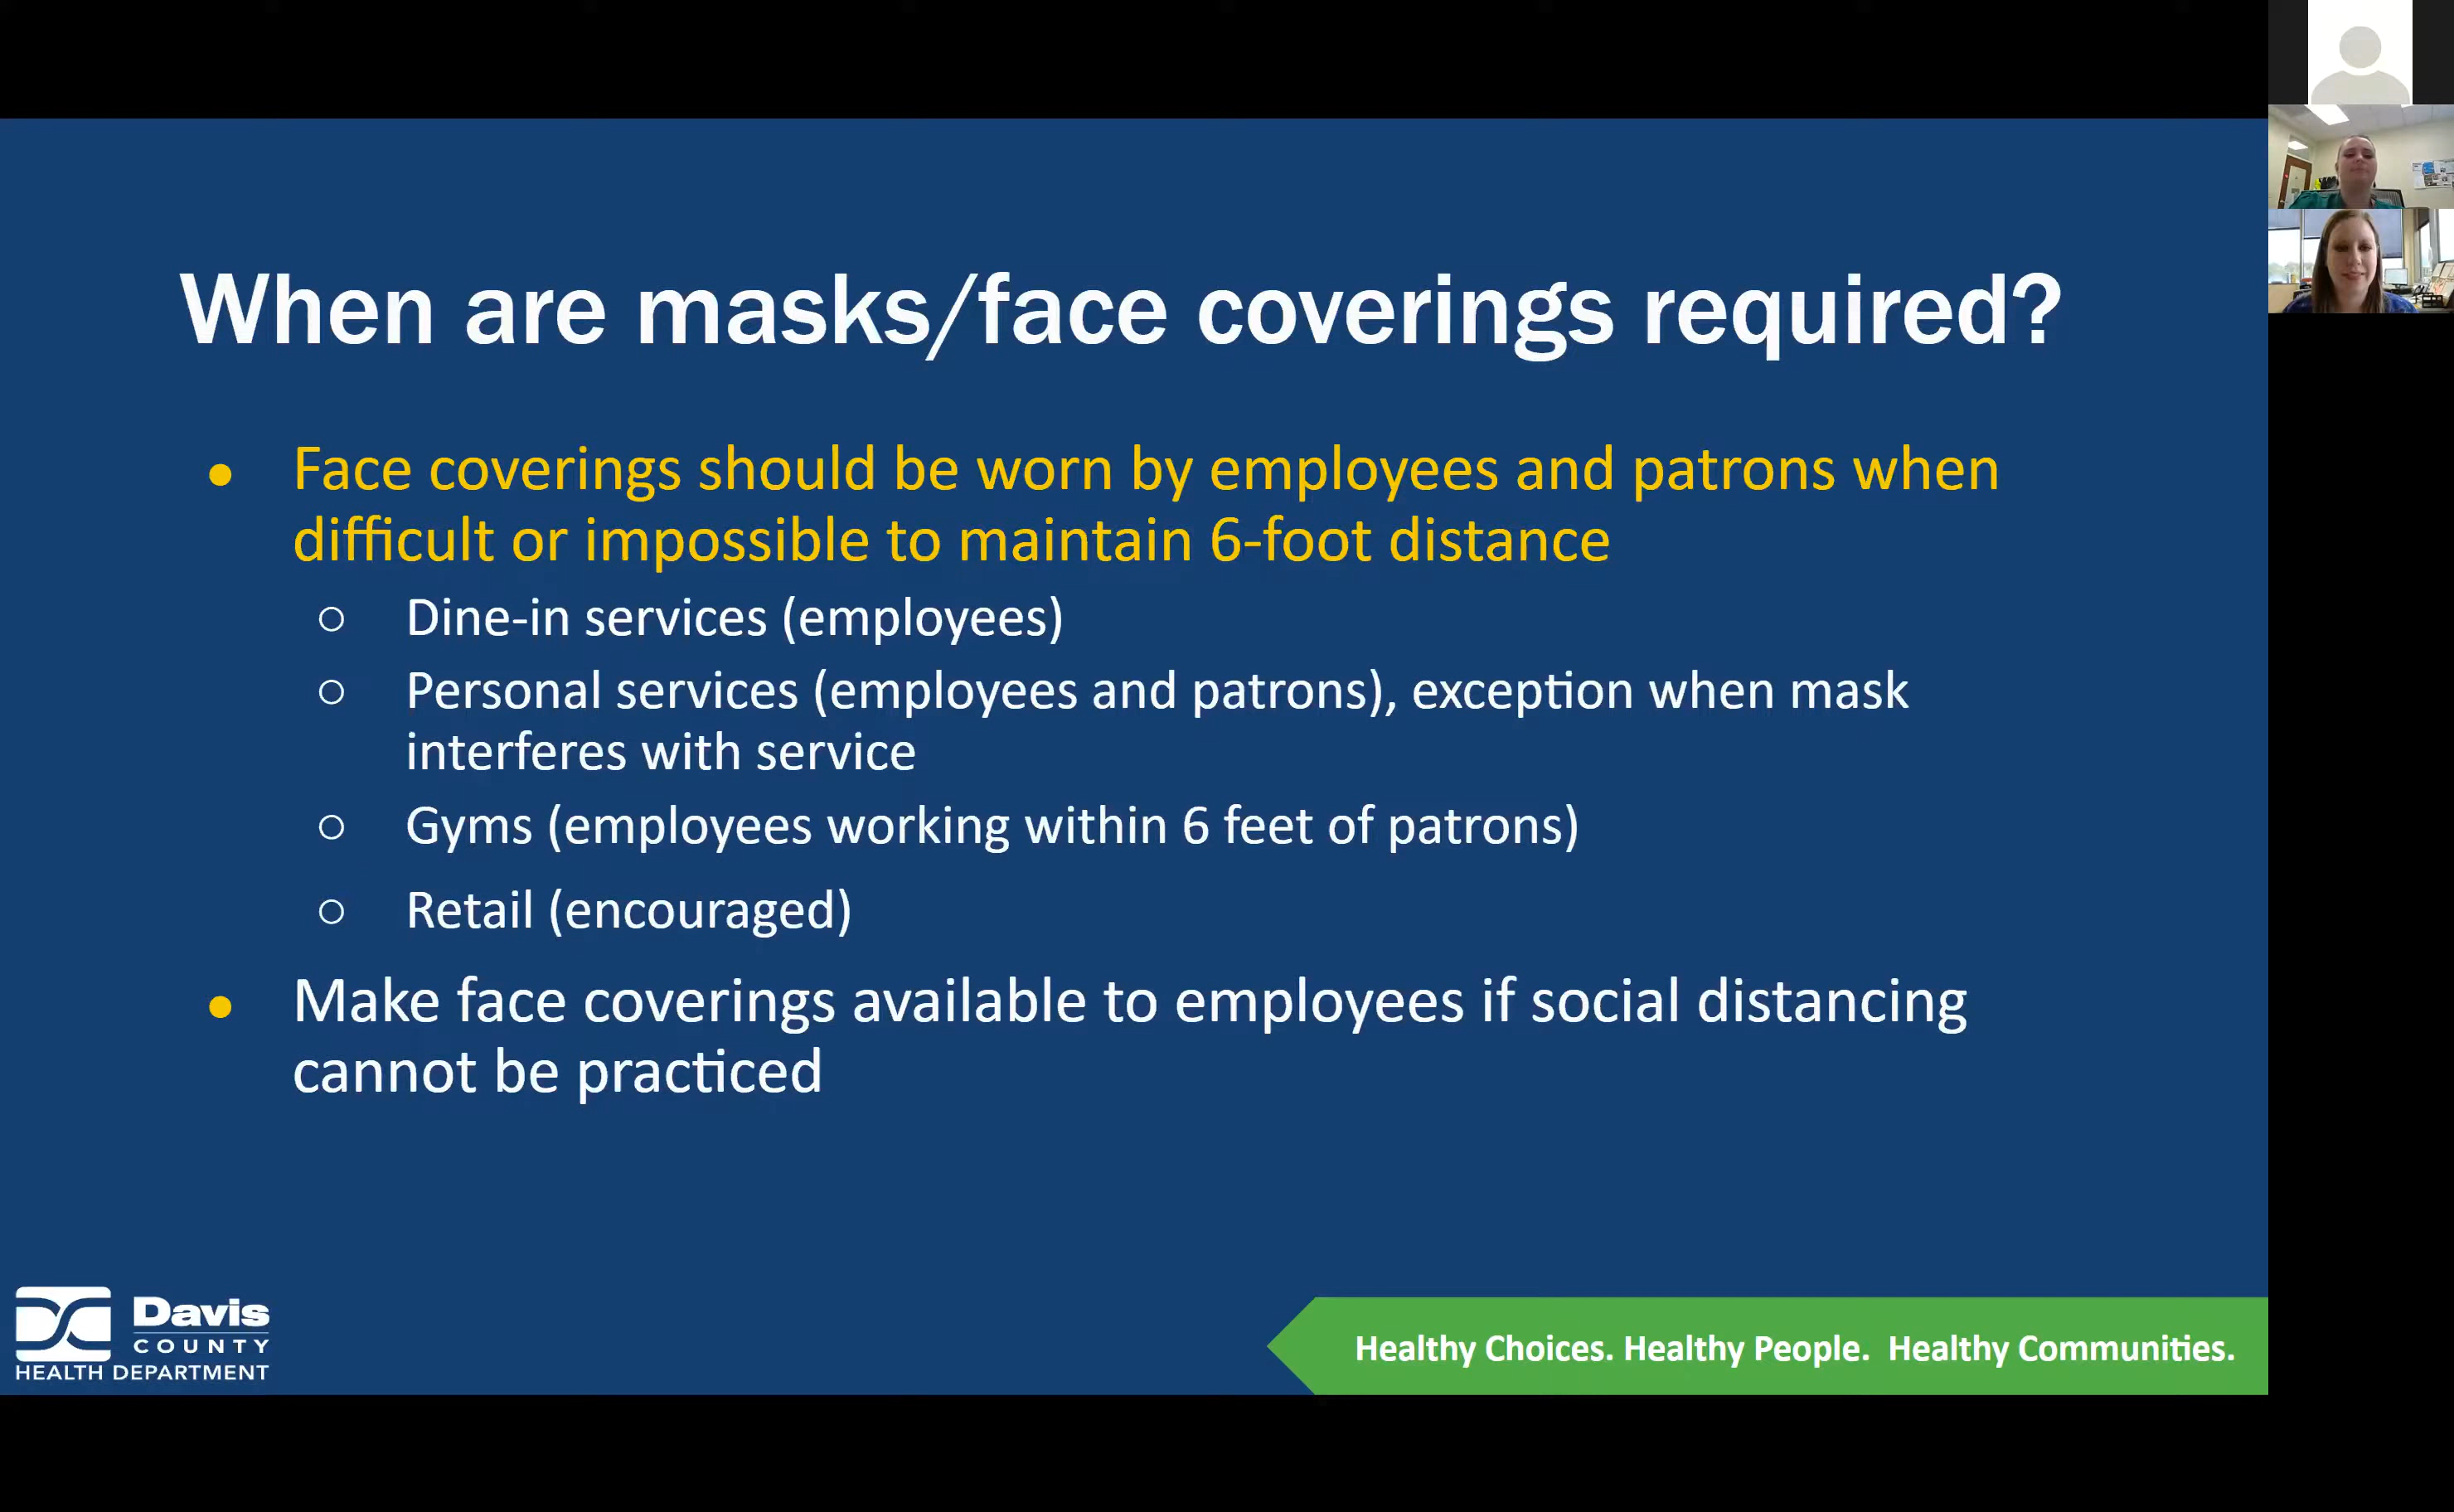 When are masks/face coverings required?
● Face coverings should be worn by employees and patrons when
difficult or impossible to maintain 6-foot distance
○ Dine-in services (employees)
○ Personal services (employees and patrons), exception when mask
interferes with service
○ Gyms (employees working within 6 feet of patrons)
○ Retail (encouraged)
● Make face coverings available to employees if social distancing
cannot be practiced
Davis
COUNTY
HEALTH DEPARTMENT
Healthy Choices. Healthy People.  Healthy Communities.